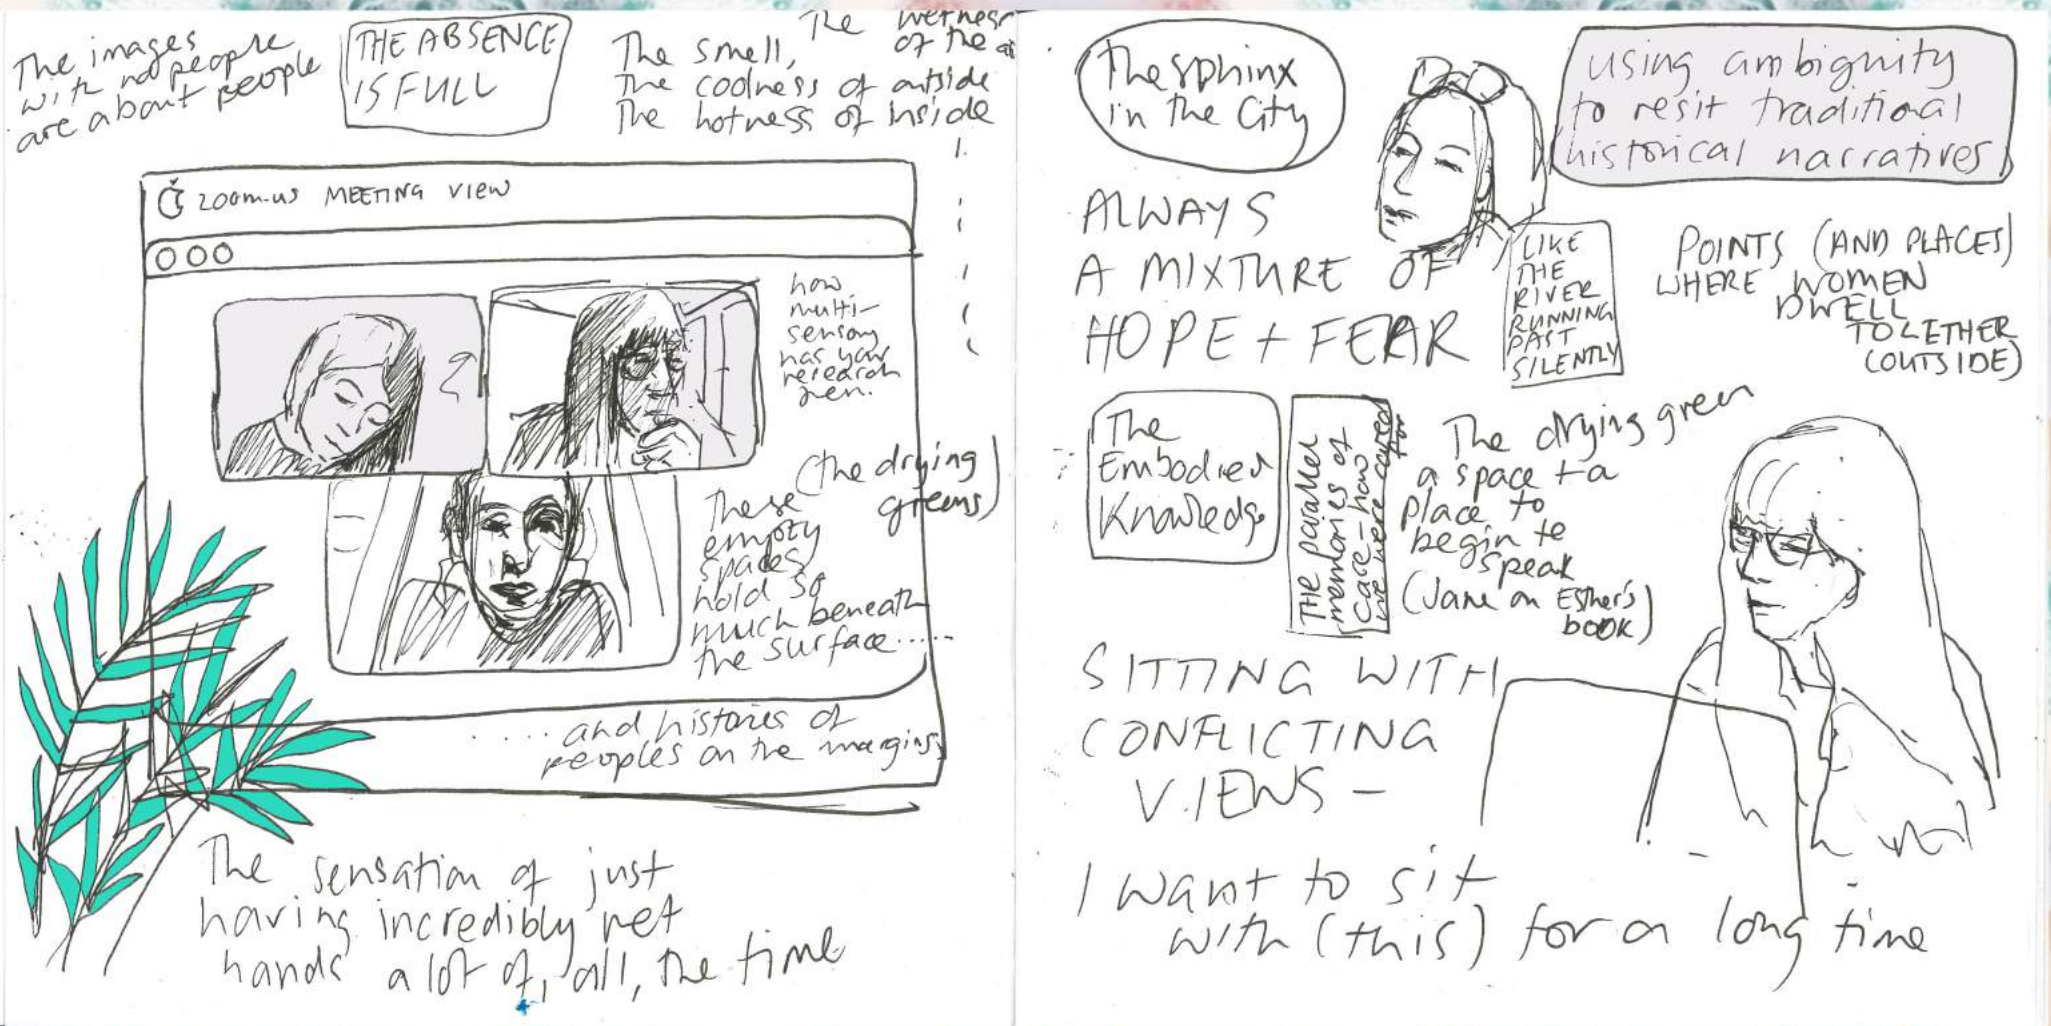 The images
with no people
are about people
THE ABSENCE
IS FULL
The smell,
The wetness
of the
The coolness of outside
The hotness of inside
zoom.us MEETING VIEW
how
multi-
sensory
has your
research
been.
(the drying
greens)
These
empty
spaces
hold so
much beneath
the surface......
.....and histories of
peoples on the margins
The sensation of just
having incredibly wet
hands a lot of, all, the time
The sphinx
in the City
using ambiguity
to resit traditional
historical narratives
ALWAYS
A MIXTURE OF
HOPE + FEAR
LIKE
THE
RIVER
RUNNING
PAST
SILENTLY
POINTS (AND PLACES)
WHERE WOMEN
DWELL
TOGETHER
(OUTSIDE)
The
Embodied
Knowledge
THE parallel
memories of
care - how
we were cared
for
The drying green
a space + a
place to
begin to
speak
(Jane on Esther's
book)
SITTING WITH
CONFLICTING
VIEWS -
I want to sit
with (this) for a long time